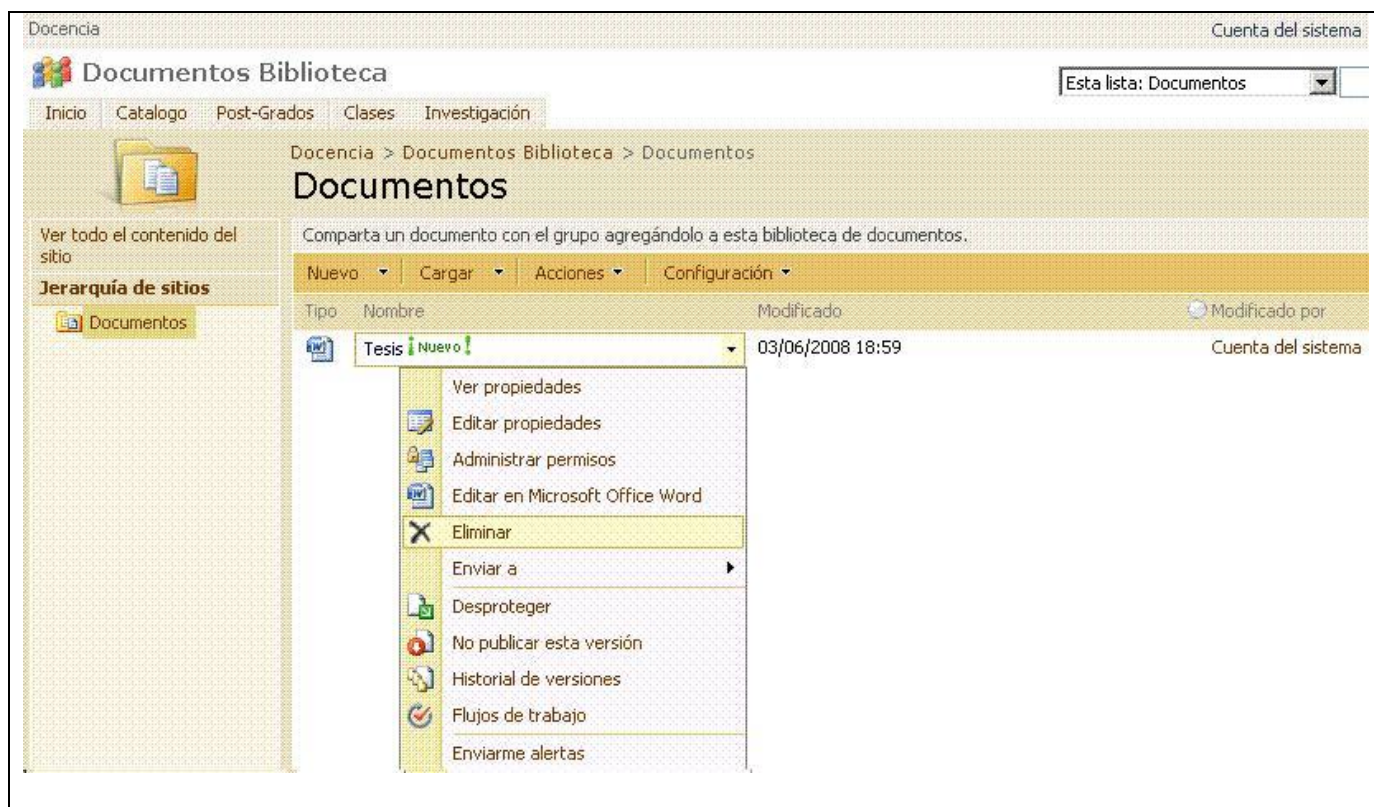 Docencia
Cuenta del sistema
Documentos Biblioteca
Esta lista: Documentos
Inicio Catalogo Post-Grados Clases Investigación
Docencia > Documentos Biblioteca > Documentos
Documentos
Ver todo el contenido del
sitio
Jerarquía de sitios
Documentos
Comparta un documento con el grupo agregándolo a esta biblioteca de documentos.
Nuevo Cargar Acciones Configuración
Tipo Nombre Modificado Modificado por
Tesis ¡Nuevo! 03/06/2008 18:59 Cuenta del sistema
Ver propiedades
Editar propiedades
Administrar permisos
Editar en Microsoft Office Word
Eliminar
Enviar a
Desproteger
No publicar esta versión
Historial de versiones
Flujos de trabajo
Enviarme alertas